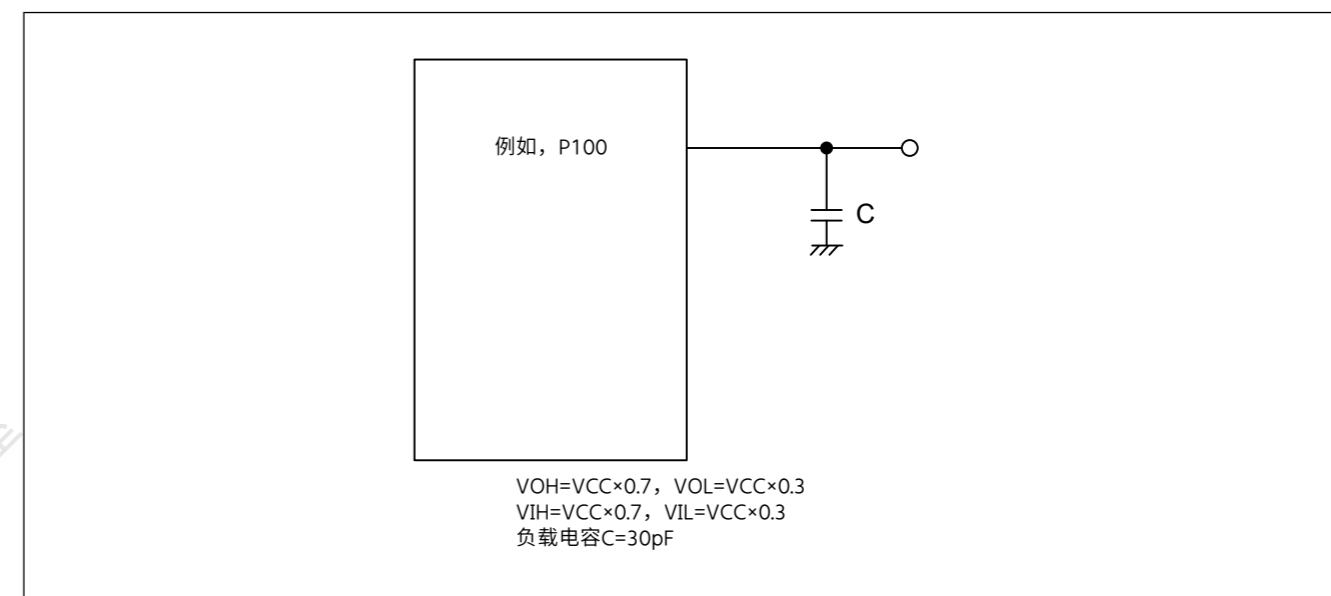 例如，P100
C
VOH=VCC×0.7，VOL=VCC×0.3
VIH=VCC×0.7，VIL=VCC×0.3
负载电容C=30pF